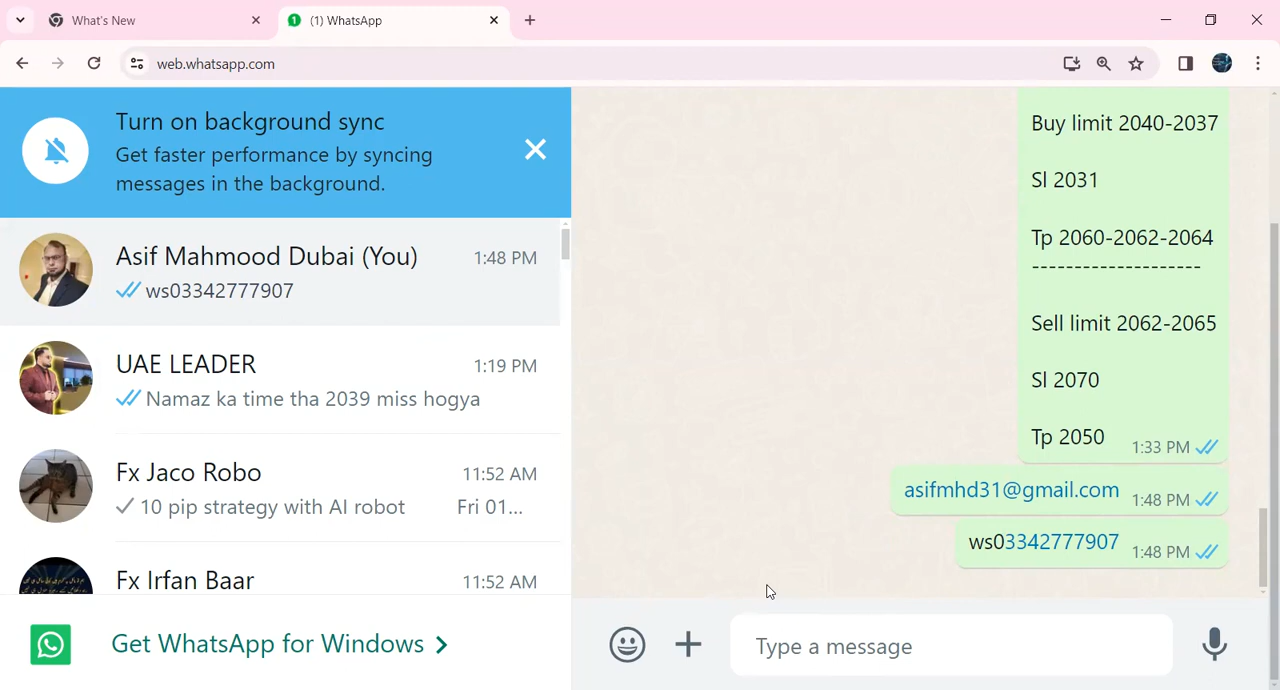 What's New
(1) WhatsApp
web.whatsapp.com
Turn on background sync
Get faster performance by syncing
messages in the background.
Asif Mahmood Dubai (You)
1:48 PM
ws03342777907
UAE LEADER
1:19 PM
Namaz ka time tha 2039 miss hogya
Fx Jaco Robo
11:52 AM
10 pip strategy with AI robot
Fri 01...
Fx Irfan Baar
11:52 AM
Get WhatsApp for Windows
Buy limit 2040-2037
Sl 2031
Tp 2060-2062-2064
--------------------
Sell limit 2062-2065
Sl 2070
Tp 2050
1:33 PM
asifmhd31@gmail.com
1:48 PM
ws03342777907
1:48 PM
Type a message